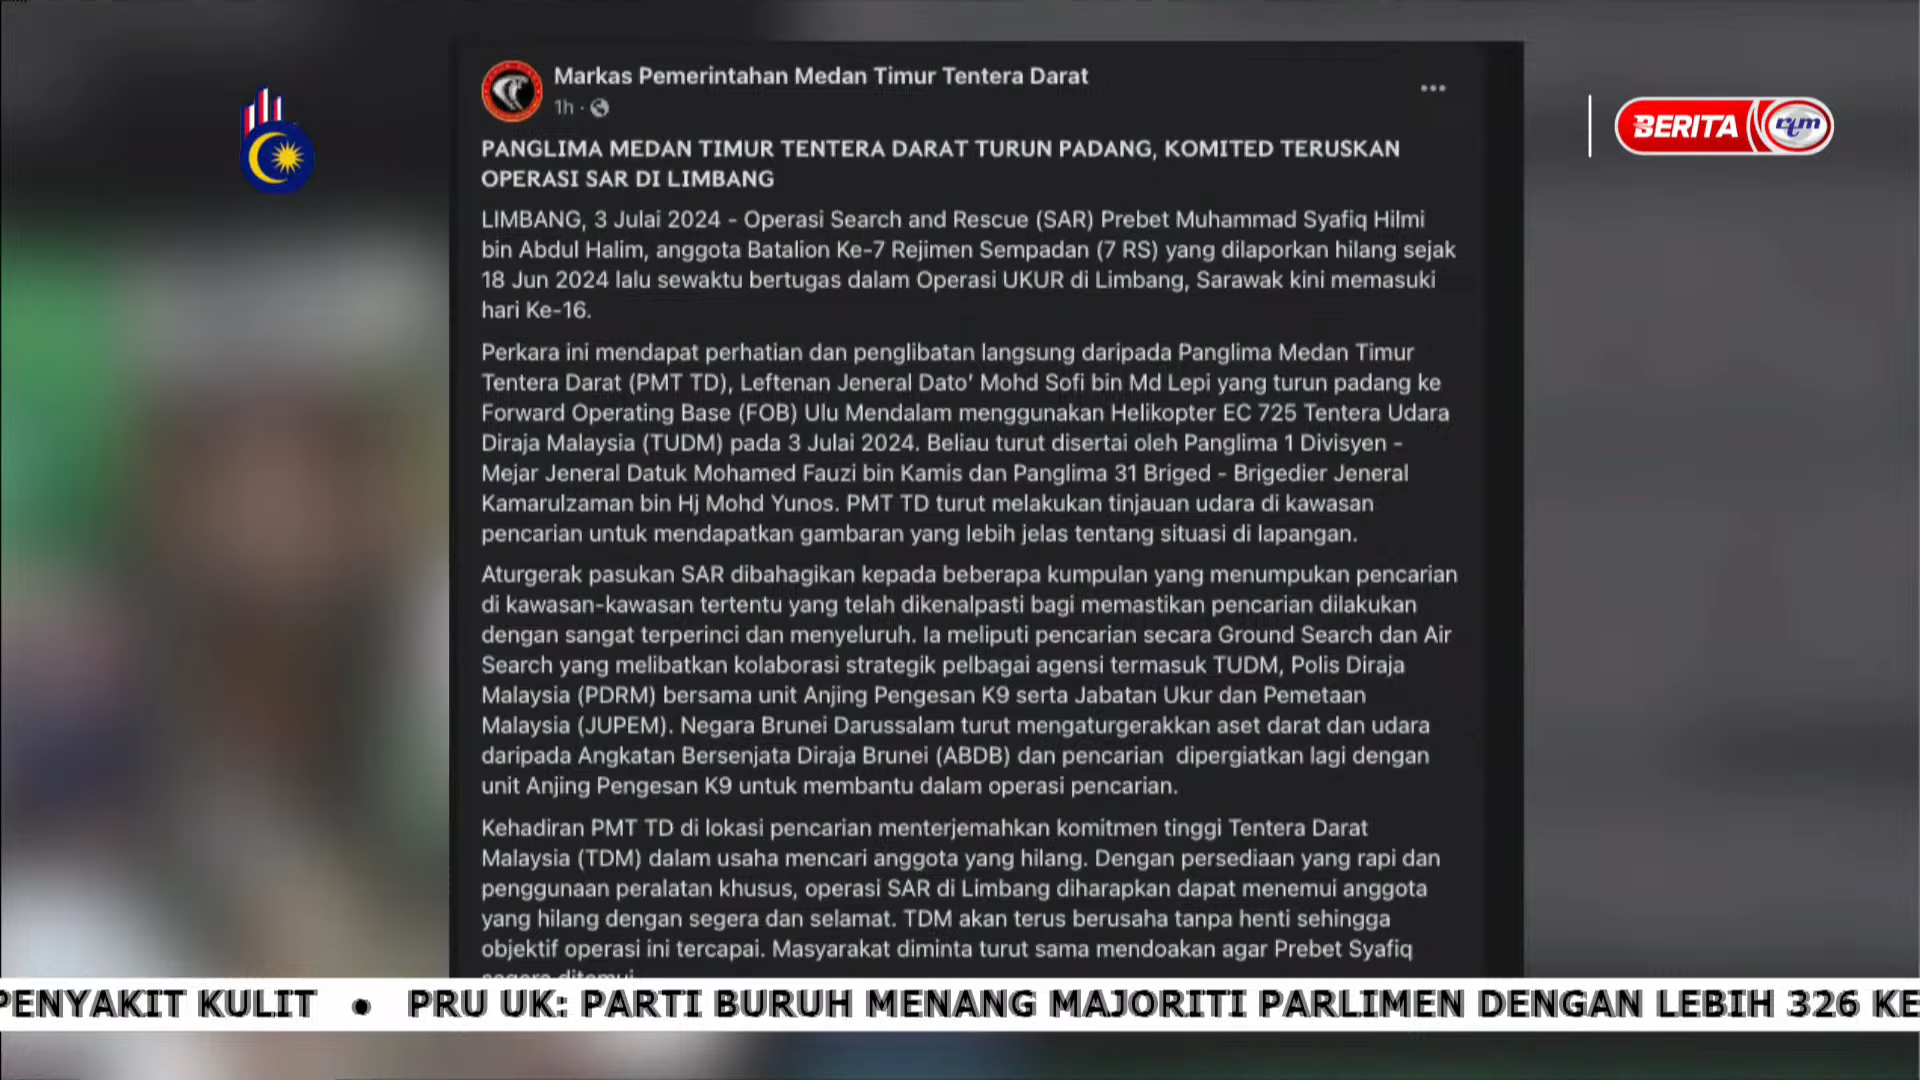 Markas Pemerintahan Medan Timur Tentera Darat
1h ·
PANGLIMA MEDAN TIMUR TENTERA DARAT TURUN PADANG, KOMITED TERUSKAN
OPERASI SAR DI LIMBANG
LIMBANG, 3 Julai 2024 - Operasi Search and Rescue (SAR) Prebet Muhammad Syafiq Hilmi
bin Abdul Halim, anggota Batalion Ke-7 Rejimen Sempadan (7 RS) yang dilaporkan hilang sejak
18 Jun 2024 lalu sewaktu bertugas dalam Operasi UKUR di Limbang, Sarawak kini memasuki
hari Ke-16.
Perkara ini mendapat perhatian dan penglibatan langsung daripada Panglima Medan Timur
Tentera Darat (PMT TD), Leftenan Jeneral Dato' Mohd Sofi bin Md Lepi yang turun padang ke
Forward Operating Base (FOB) Ulu Mendalam menggunakan Helikopter EC 725 Tentera Udara
Diraja Malaysia (TUDM) pada 3 Julai 2024. Beliau turut disertai oleh Panglima 1 Divisyen -
Mejar Jeneral Datuk Mohamed Fauzi bin Kamis dan Panglima 31 Briged - Brigedier Jeneral
Kamarulzaman bin Hj Mohd Yunos. PMT TD turut melakukan tinjauan udara di kawasan
pencarian untuk mendapatkan gambaran yang lebih jelas tentang situasi di lapangan.
Aturgerak pasukan SAR dibahagikan kepada beberapa kumpulan yang menumpukan pencarian
di kawasan-kawasan tertentu yang telah dikenalpasti bagi memastikan pencarian dilakukan
dengan sangat terperinci dan menyeluruh. Ia meliputi pencarian secara Ground Search dan Air
Search yang melibatkan kolaborasi strategik pelbagai agensi termasuk TUDM, Polis Diraja
Malaysia (PDRM) bersama unit Anjing Pengesan K9 serta Jabatan Ukur dan Pemetaan
Malaysia (JUPEM). Negara Brunei Darussalam turut mengaturgerakkan aset darat dan udara
daripada Angkatan Bersenjata Diraja Brunei (ABDB) dan pencarian dipergiatkan lagi dengan
unit Anjing Pengesan K9 untuk membantu dalam operasi pencarian.
Kehadiran PMT TD di lokasi pencarian menterjemahkan komitmen tinggi Tentera Darat
Malaysia (TDM) dalam usaha mencari anggota yang hilang. Dengan persediaan yang rapi dan
penggunaan peralatan khusus, operasi SAR di Limbang diharapkan dapat menemui anggota
yang hilang dengan segera dan selamat. TDM akan terus berusaha tanpa henti sehingga
objektif operasi ini tercapai. Masyarakat diminta turut sama mendoakan agar Prebet Syafiq
segera ditemui.
BERITA rtm
PENYAKIT KULIT • PRU UK: PARTI BURUH MENANG MAJORITI PARLIMEN DENGAN LEBIH 326 KE